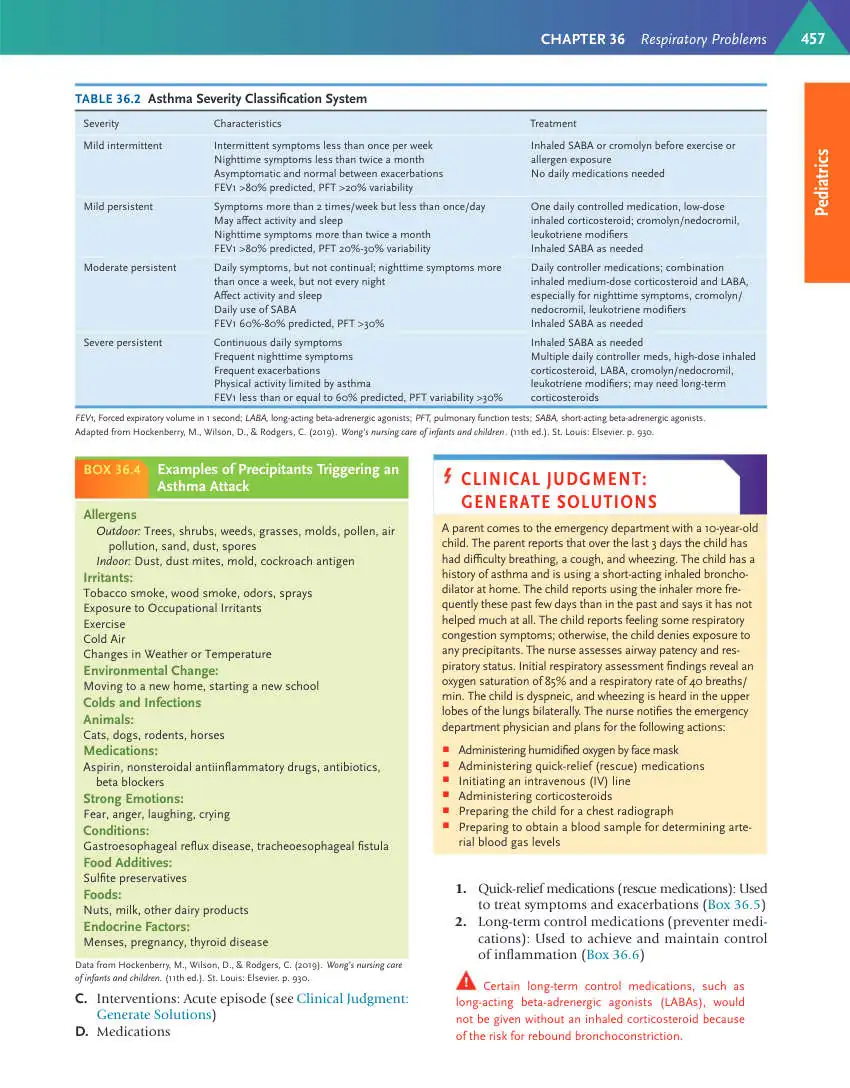 CHAPTER 36 Respiratory Problems 457
Pediatrics
TABLE 36.2 Asthma Severity Classification System
Severity Characteristics Treatment
Mild intermittent Intermittent symptoms less than once per week Inhaled SABA or cromolyn before exercise or
Nighttime symptoms less than twice a month allergen exposure
Asymptomatic and normal between exacerbations No daily medications needed
FEV1 >80% predicted, PFT >20% variability
Mild persistent Symptoms more than 2 times/week but less than once/day One daily controlled medication, low-dose
May affect activity and sleep inhaled corticosteroid; cromolyn/nedocromil,
Nighttime symptoms more than twice a month leukotriene modifiers
FEV1 >80% predicted, PFT 20%-30% variability Inhaled SABA as needed
Moderate persistent Daily symptoms, but not continual; nighttime symptoms more Daily controller medications; combination
than once a week, but not every night inhaled medium-dose corticosteroid and LABA,
Affect activity and sleep especially for nighttime symptoms, cromolyn/
Daily use of SABA nedocromil, leukotriene modifiers
FEV1 60%-80% predicted, PFT >30% Inhaled SABA as needed
Severe persistent Continuous daily symptoms Inhaled SABA as needed
Frequent nighttime symptoms Multiple daily controller meds, high-dose inhaled
Frequent exacerbations corticosteroid, LABA, cromolyn/nedocromil,
Physical activity limited by asthma leukotriene modifiers; may need long-term
FEV1 less than or equal to 60% predicted, PFT variability >30% corticosteroids
FEV1, Forced expiratory volume in 1 second; LABA, long-acting beta-adrenergic agonists; PFT, pulmonary function tests; SABA, short-acting beta-adrenergic agonists.
Adapted from Hockenberry, M., Wilson, D., & Rodgers, C. (2019). Wong's nursing care of infants and children. (11th ed.). St. Louis: Elsevier. p. 930.
BOX 36.4 Examples of Precipitants Triggering an
Asthma Attack
Allergens
Outdoor: Trees, shrubs, weeds, grasses, molds, pollen, air
pollution, sand, dust, spores
Indoor: Dust, dust mites, mold, cockroach antigen
Irritants:
Tobacco smoke, wood smoke, odors, sprays
Exposure to Occupational Irritants
Exercise
Cold Air
Changes in Weather or Temperature
Environmental Change:
Moving to a new home, starting a new school
Colds and Infections
Animals:
Cats, dogs, rodents, horses
Medications:
Aspirin, nonsteroidal antiinflammatory drugs, antibiotics,
beta blockers
Strong Emotions:
Fear, anger, laughing, crying
Conditions:
Gastroesophageal reflux disease, tracheoesophageal fistula
Food Additives:
Sulfite preservatives
Foods:
Nuts, milk, other dairy products
Endocrine Factors:
Menses, pregnancy, thyroid disease
Data from Hockenberry, M., Wilson, D., & Rodgers, C. (2019). Wong's nursing care
of infants and children. (11th ed.). St. Louis: Elsevier. p. 930.
C. Interventions: Acute episode (see Clinical Judgment:
Generate Solutions)
D. Medications
CLINICAL JUDGMENT:
GENERATE SOLUTIONS
A parent comes to the emergency department with a 10-year-old
child. The parent reports that over the last 3 days the child has
had difficulty breathing, a cough, and wheezing. The child has a
history of asthma and is using a short-acting inhaled broncho-
dilator at home. The child reports using the inhaler more fre-
quently these past few days than in the past and says it has not
helped much at all. The child reports feeling some respiratory
congestion symptoms; otherwise, the child denies exposure to
any precipitants. The nurse assesses airway patency and res-
piratory status. Initial respiratory assessment findings reveal an
oxygen saturation of 85% and a respiratory rate of 40 breaths/
min. The child is dyspneic, and wheezing is heard in the upper
lobes of the lungs bilaterally. The nurse notifies the emergency
department physician and plans for the following actions:
■ Administering humidified oxygen by face mask
■ Administering quick-relief (rescue) medications
■ Initiating an intravenous (IV) line
■ Administering corticosteroids
■ Preparing the child for a chest radiograph
■ Preparing to obtain a blood sample for determining arte-
rial blood gas levels
1. Quick-relief medications (rescue medications): Used
to treat symptoms and exacerbations (Box 36.5)
2. Long-term control medications (preventer medi-
cations): Used to achieve and maintain control
of inflammation (Box 36.6)
Certain long-term control medications, such as
long-acting beta-adrenergic agonists (LABAs), would
not be given without an inhaled corticosteroid because
of the risk for rebound bronchoconstriction.